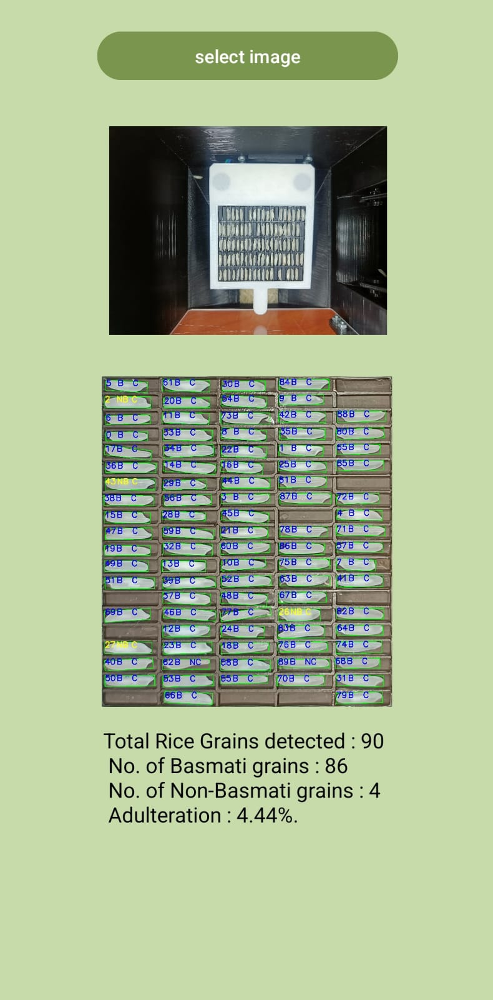 select image
5 B C 61B C 30B C 84B C
2 NB C 20B C 54B C 9 B C
6 B C 11B C 73B C 42B C 88B C
0 B C 33B C 8 B C 35B C 80B C
17B C 34B C 22B C 1 B C 65B C
36B C 14B C 16B C 25B C 85B C
43NB C 29B C 44B C 81B C
38B C 56B C 3 B C 87B C 72B C
15B C 28B C 45B C 4 B C
47B C 59B C 21B C 78B C 71B C
19B C 32B C 60B C 86B C 57B C
49B C 13B C 10B C 75B C 7 B C
51B C 39B C 52B C 63B C 41B C
37B C 48B C 67B C
69B C 46B C 77B C 26NB C 82B C
12B C 24B C 83B C 64B C
27NB C 23B C 18B C 76B C 74B C
40B C 62B NC 58B C 89B NC 68B C
50B C 53B C 55B C 70B C 31B C
66B C 79B C
Total Rice Grains detected : 90
No. of Basmati grains : 86
No. of Non-Basmati grains : 4
Adulteration : 4.44%.